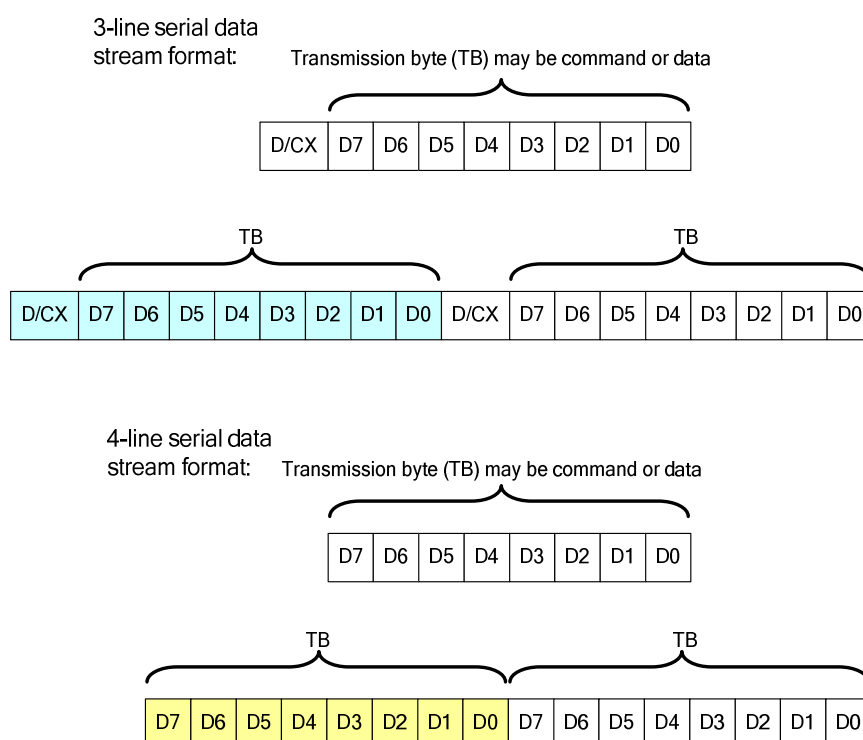 3-line serial data
stream format:
Transmission byte (TB) may be command or data
D/CX D7 D6 D5 D4 D3 D2 D1 D0
TB TB
D/CX D7 D6 D5 D4 D3 D2 D1 D0 D/CX D7 D6 D5 D4 D3 D2 D1 D0
4-line serial data
stream format:
Transmission byte (TB) may be command or data
D7 D6 D5 D4 D3 D2 D1 D0
TB TB
D7 D6 D5 D4 D3 D2 D1 D0 D7 D6 D5 D4 D3 D2 D1 D0